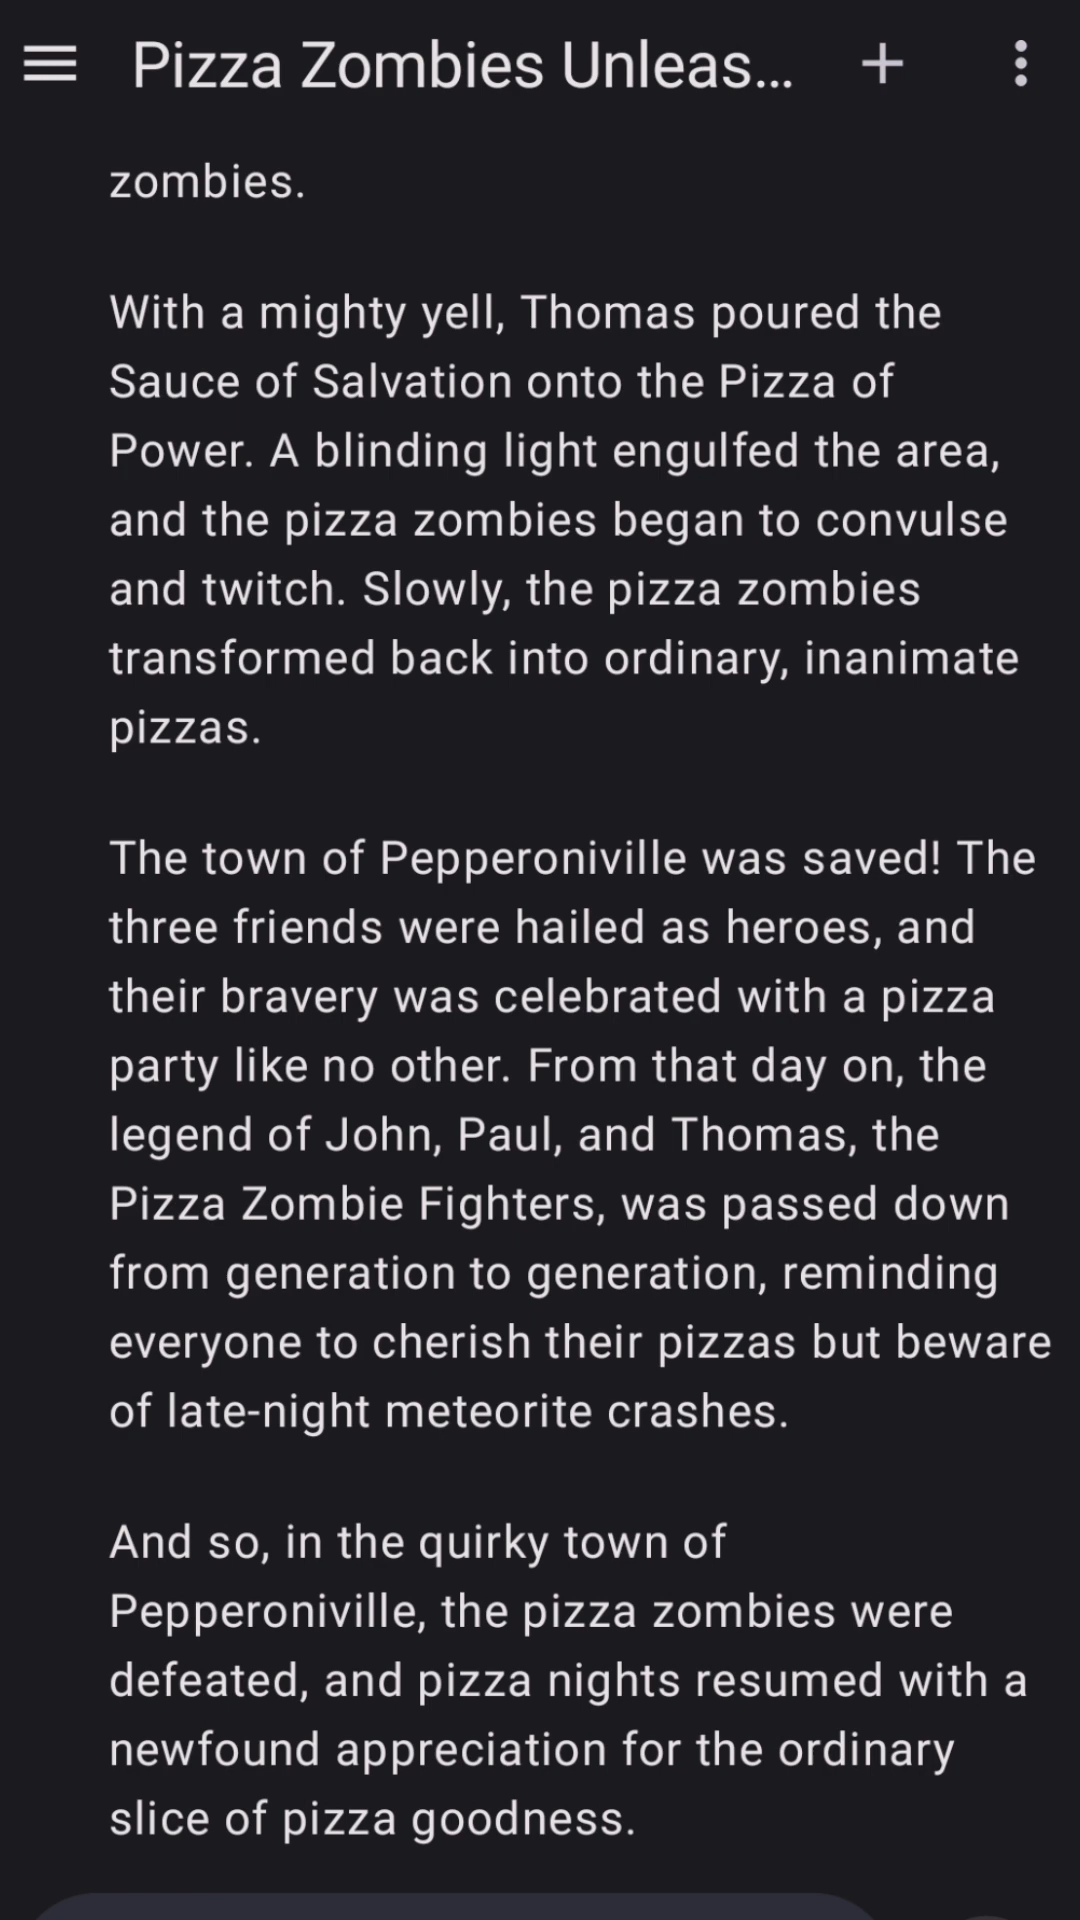 Pizza Zombies Unleas...
zombies.
With a mighty yell, Thomas poured the
Sauce of Salvation onto the Pizza of
Power. A blinding light engulfed the area,
and the pizza zombies began to convulse
and twitch. Slowly, the pizza zombies
transformed back into ordinary, inanimate
pizzas.
The town of Pepperoniville was saved! The
three friends were hailed as heroes, and
their bravery was celebrated with a pizza
party like no other. From that day on, the
legend of John, Paul, and Thomas, the
Pizza Zombie Fighters, was passed down
from generation to generation, reminding
everyone to cherish their pizzas but beware
of late-night meteorite crashes.
And so, in the quirky town of
Pepperoniville, the pizza zombies were
defeated, and pizza nights resumed with a
newfound appreciation for the ordinary
slice of pizza goodness.